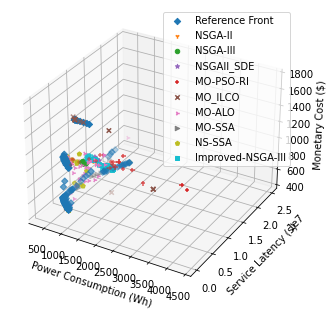 Reference Front
NSGA-II
NSGA-III
NSGAII_SDE
MO-PSO-RI
MO_ILCO
MO-ALO
MO-SSA
NS-SSA
Improved-NSGA-III
1800
1600
1400
1200
1000
800
600
400
Monetary Cost ($)
500
1000
1500
2000
2500
3000
3500
4000
4500
Power Consumption (Wh)
0.0
0.5
1.0
1.5
2.0
2.5
1e7
Service Latency (S)